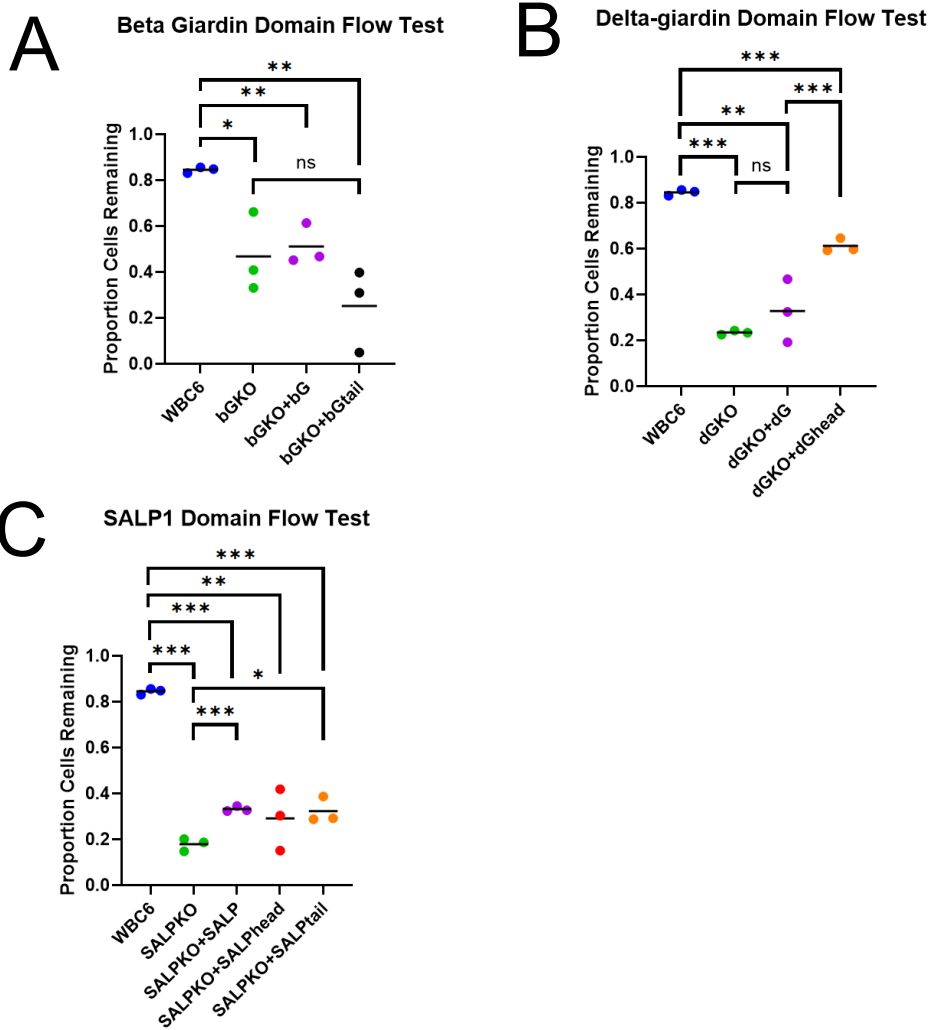 A
Beta Giardin Domain Flow Test
**
**
*
ns
Proportion Cells Remaining
1.0
0.8
0.6
0.4
0.2
0.0
WBC6
bGKO
bGKO+bG
bGKO+bGtail
B
Delta-giardin Domain Flow Test
***
***
**
***
ns
Proportion Cells Remaining
1.0
0.8
0.6
0.4
0.2
0.0
WBC6
dGKO
dGKO+dG
dGKO+dGhead
C
SALP1 Domain Flow Test
***
**
***
***
*
***
Proportion Cells Remaining
1.0
0.8
0.6
0.4
0.2
0.0
WBC6
SALPKO
SALPKO+SALP
SALPKO+SALPhead
SALPKO+SALPtail